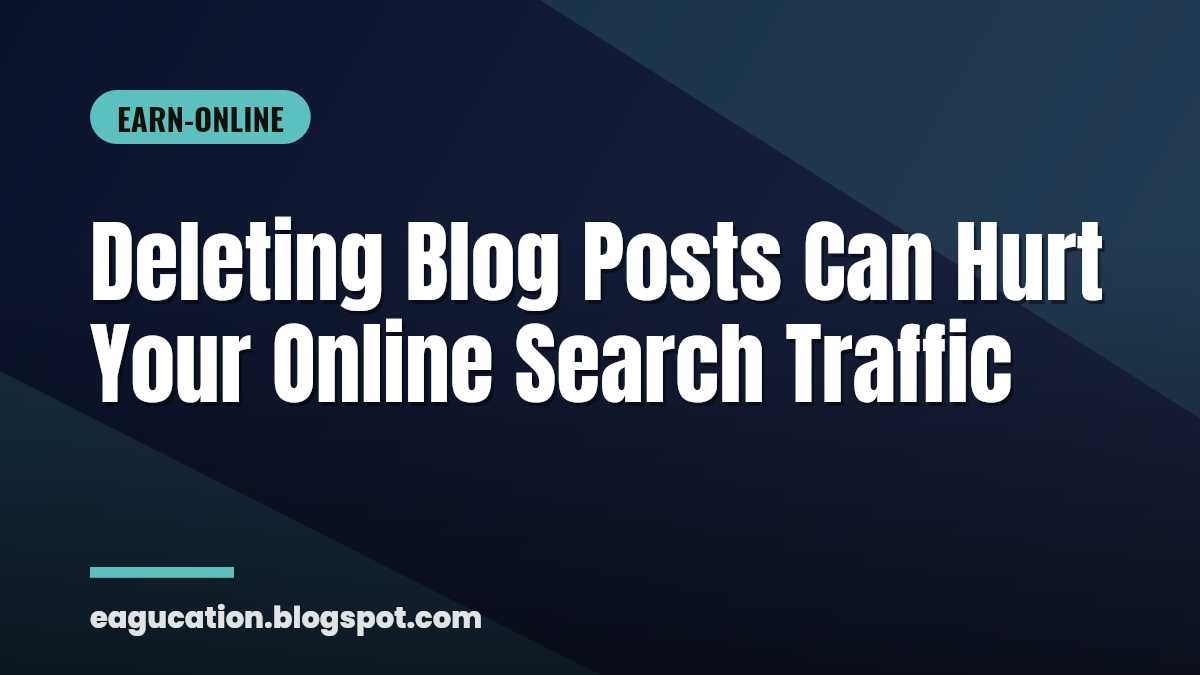 EARN-ONLINE
Deleting Blog Posts Can Hurt
Your Online Search Traffic
eagucation.blogspot.com